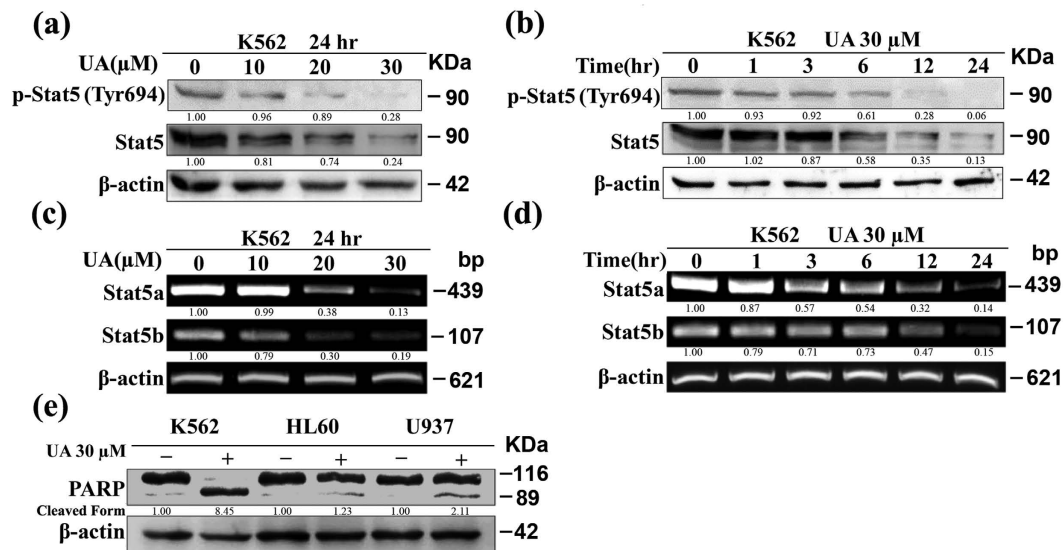 (a)
K562 24 hr
UA(μM) 0 10 20 30 KDa
p-Stat5 (Tyr694) 90
1.00 0.96 0.89 0.28
Stat5 90
1.00 0.81 0.74 0.24
β-actin 42
(b)
K562 UA 30 μM
Time(hr) 0 1 3 6 12 24 KDa
p-Stat5 (Tyr694) 90
1.00 0.93 0.92 0.61 0.28 0.06
Stat5 90
1.00 1.02 0.87 0.58 0.35 0.13
β-actin 42
(c)
K562 24 hr
UA(μM) 0 10 20 30 bp
Stat5a 439
1.00 0.99 0.38 0.13
Stat5b 107
1.00 0.79 0.30 0.19
β-actin 621
(d)
K562 UA 30 μM
Time(hr) 0 1 3 6 12 24 bp
Stat5a 439
1.00 0.87 0.57 0.54 0.32 0.14
Stat5b 107
1.00 0.79 0.71 0.73 0.47 0.15
β-actin 621
(e)
K562 HL60 U937
UA 30 μM − + − + − + KDa
116
PARP 89
Cleaved Form 1.00 8.45 1.00 1.23 1.00 2.11
β-actin 42